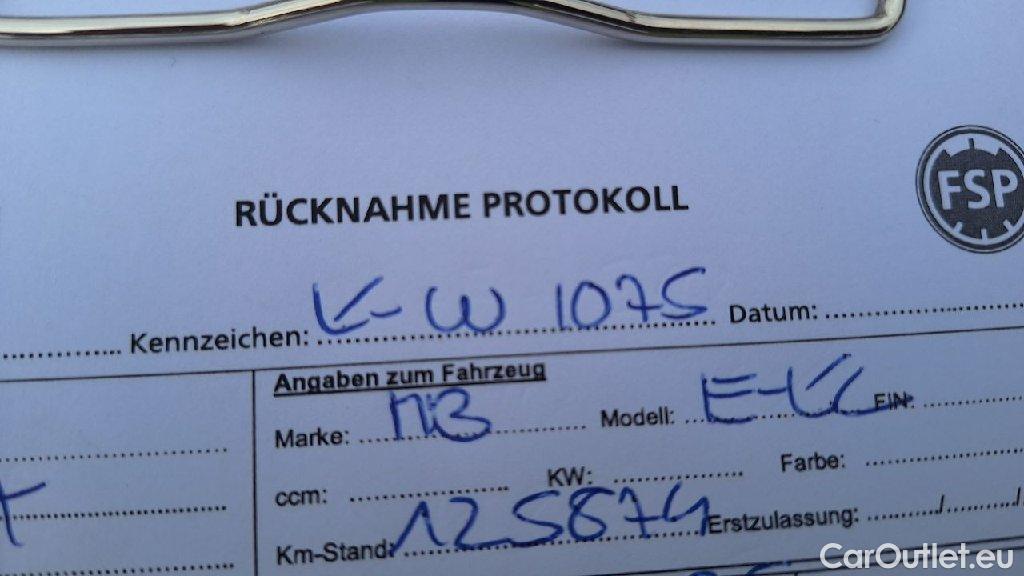 FSP
RÜCKNAHME PROTOKOLL
Kennzeichen: K-W 1075 Datum:
Angaben zum Fahrzeug
Marke: MB Modell: E-Kl FIN:
ccm: KW: Farbe:
Km-Stand: 125874 Erstzulassung: / /
CarOutlet.eu